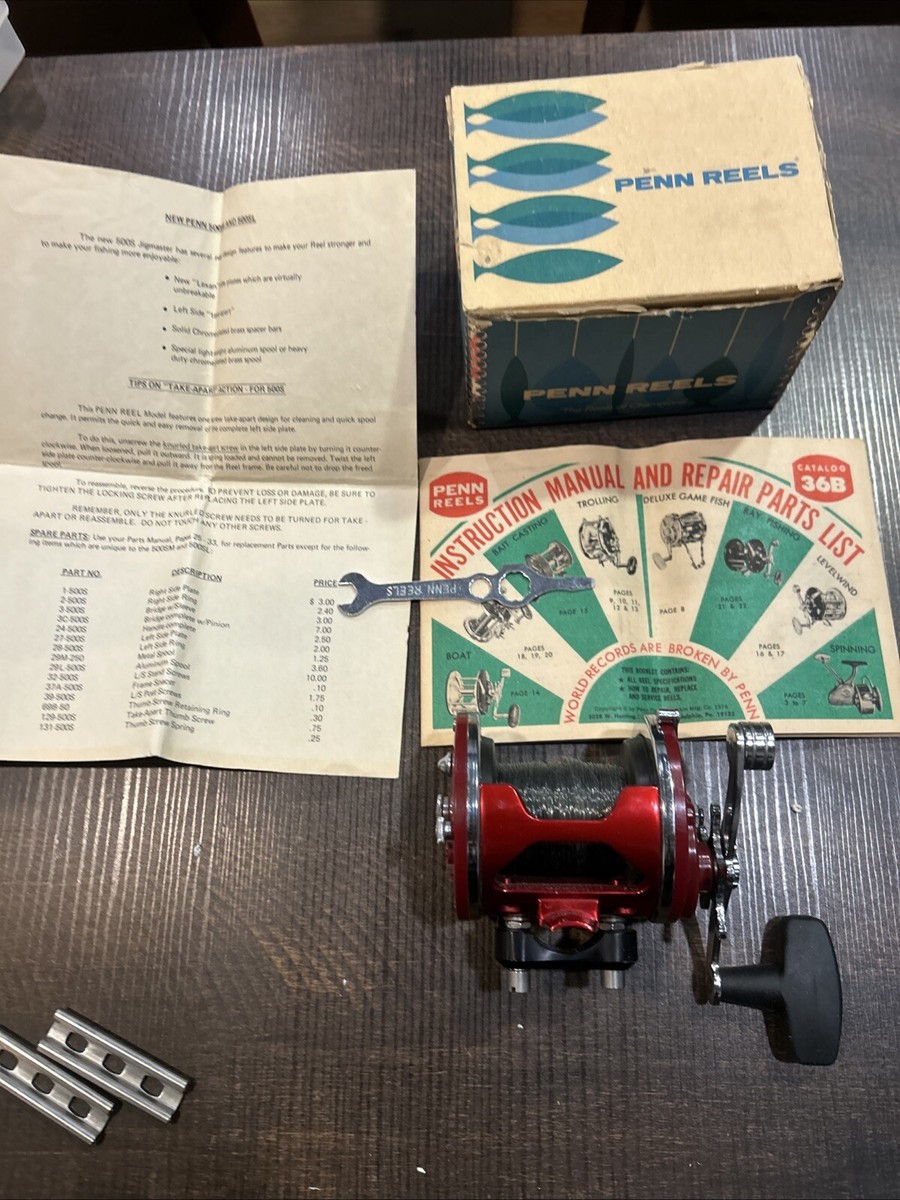 NEW PENN 500S AND 500SL
The new 500S Jigmaster has several design features to make your Reel stronger and
to make your fishing more enjoyable:
• New plates which are virtually
unbreakable
• Left Side
• Solid Chromed brass spacer bars
• Special light weight aluminum spool or heavy
duty chromed brass spool
TIPS ON "TAKE-APART" ACTION - FOR 500S
This PENN REEL Model features one take-apart design for cleaning and quick spool
change. It permits the quick and easy removal of complete left side plate.
To do this, unscrew the knurled take-apart screw in the left side plate by turning it counter
clockwise. When loosened, pull it outward. It is spring loaded and cannot be removed. Twist the left
side plate counter-clockwise and pull it away from the Reel frame. Be careful not to drop the freed
spool.
To reassemble, reverse the procedure. TO PREVENT LOSS OR DAMAGE, BE SURE TO
TIGHTEN THE LOCKING SCREW AFTER REPLACING THE LEFT SIDE PLATE.
REMEMBER, ONLY THE KNURLED SCREW NEEDS TO BE TURNED FOR TAKE-
APART OR REASSEMBLE. DO NOT TOUCH ANY OTHER SCREWS.
SPARE PARTS: Use your Parts Manual, Page 33, for replacement Parts except for the follow-
ing items which are unique to the 500SM and 500SL:
PART NO. DESCRIPTION PRICE
1-500S Right Side Plate $ 3.00
2-500S Right Side Ring 2.40
3-500S Bridge w/Sleeve 3.00
3C-500S Bridge complete w/Pinion 7.00
24-500S Handle complete 2.50
27-500S Left Side Plate 2.00
28-500S Left Side Ring 1.25
29M-250 Metal Spool 3.60
29L-500S Aluminum Spool 10.00
32-500S L/S Stand Screws .10
37A-500S Frame Spacer 1.75
39-500S L/S Post Screws .10
98B-50 Thumb Screw Retaining Ring .30
129-500S Take-Apart Thumb Screw .75
131-500S Thumb Screw Spring .25
PENN REELS
PENN REELS
PENN REELS
PENN
REELS
INSTRUCTION MANUAL AND REPAIR PARTS LIST
CATALOG
36B
BOAT
PAGE 14
PAGES
18, 19, 20
BAIT CASTING
PAGE 15
TROLLING
PAGES
9, 10, 11,
12 & 13
DELUXE GAME FISH
PAGE 8
BAY FISHING
PAGES
21 & 22
LEVELWIND
PAGES
16 & 17
SPINNING
PAGES
3 to 7
WORLD RECORDS ARE BROKEN BY PENN
THIS BOOKLET CONTAINS:
★ ALL REEL SPECIFICATIONS
★ HOW TO REPAIR, REPLACE
AND SERVICE REELS.